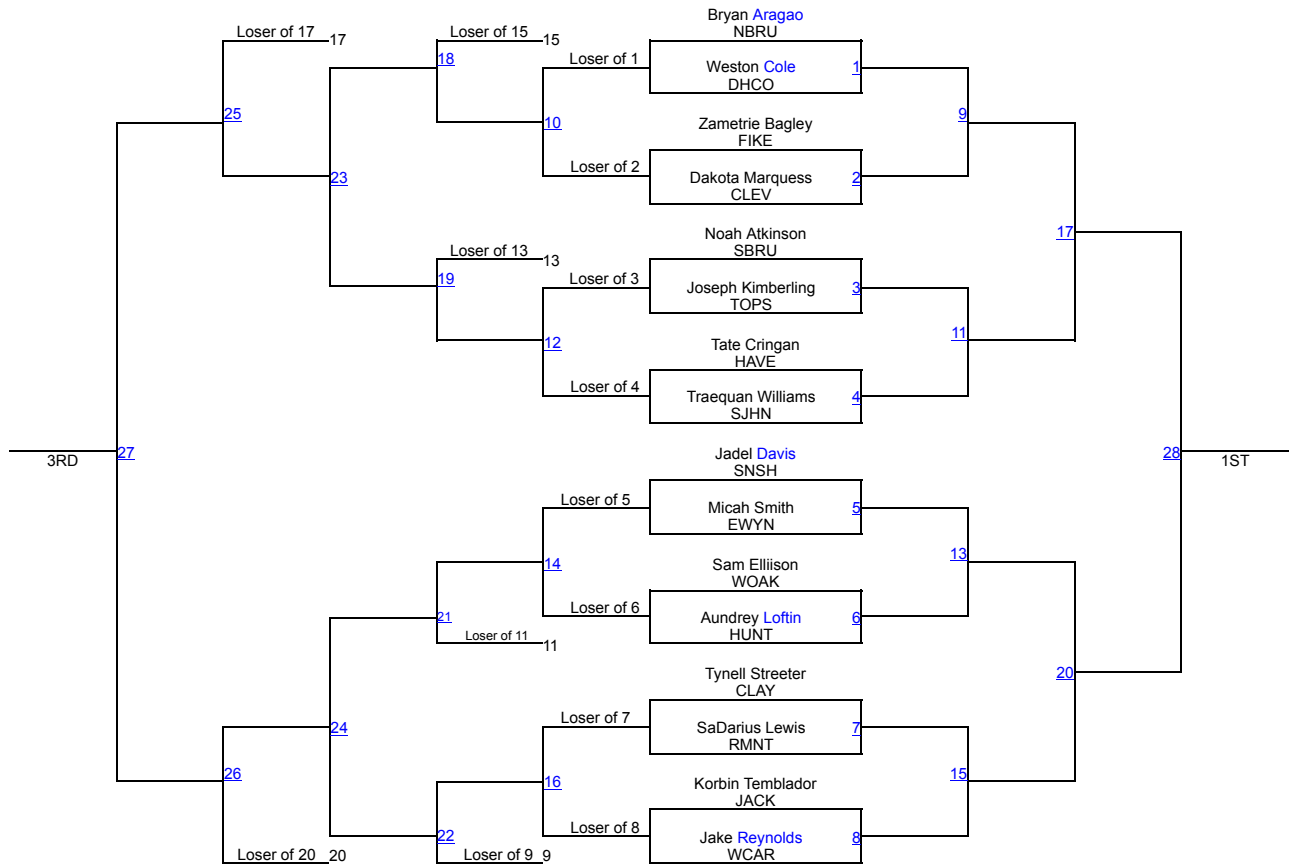 Bryan Aragao
NBRU
Loser of 17 17
Loser of 15 15
18
Loser of 1
Weston Cole 1
DHCO
25
10
Zametrie Bagley
FIKE
9
23
Loser of 2
Dakota Marquess 2
CLEV
Noah Atkinson
SBRU
17
Loser of 13 13
19
Loser of 3
Joseph Kimberling 3
TOPS
12
Tate Cringan
HAVE
11
Loser of 4
Traequan Williams 4
SJHN
3RD
27
Jadel Davis
SNSH
28
1ST
Loser of 5
Micah Smith 5
EWYN
14
Sam Elliison
WOAK
13
21
Loser of 6
Aundrey Loftin 6
HUNT
Loser of 11 11
Tynell Streeter
CLAY
20
24
Loser of 7
SaDarius Lewis 7
RMNT
26
16
Korbin Temblador
JACK
15
22
Loser of 8
Jake Reynolds 8
WCAR
Loser of 20 20
Loser of 9 9